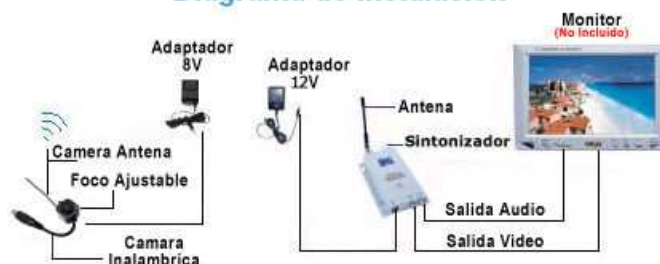 Monitor
(No Incluido)
Adaptador
8V
Adaptador
12V
Antena
Sintonizador
Camera Antena
Foco Ajustable
Salida Audio
Salida Video
Camara
Inalambrica